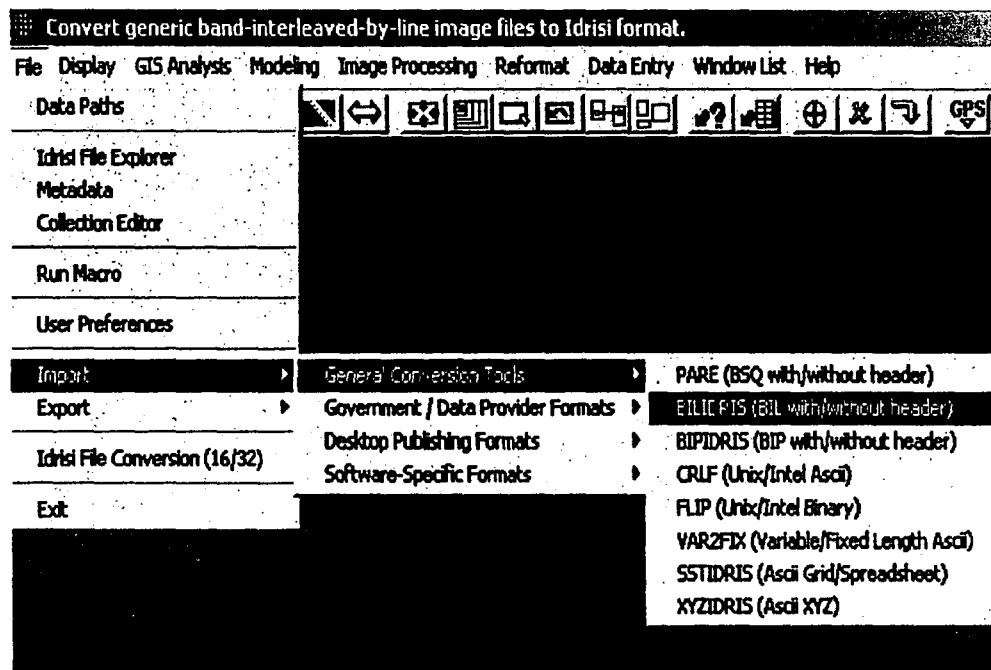 Convert generic band-interleaved-by-line image files to Idrisi format.
File Display GIS Analysis Modeling Image Processing Reformat Data Entry Window List Help
Data Paths
GPS
Idrisi File Explorer
Metadata
Collection Editor
Run Macro
User Preferences
Import
Export
Idrisi File Conversion (16/32)
Exit
General Conversion Tools
Government / Data Provider Formats
Desktop Publishing Formats
Software-Specific Formats
PARE (BSQ with/without header)
BILIDRIS (BIL with/without header)
BIPIDRIS (BIP with/without header)
CRLF (Unix/Intel Ascii)
FLIP (Unix/Intel Binary)
VAR2FIX (Variable/Fixed Length Ascii)
SSTIDRIS (Ascii Grid/Spreadsheet)
XYZIDRIS (Ascii XYZ)